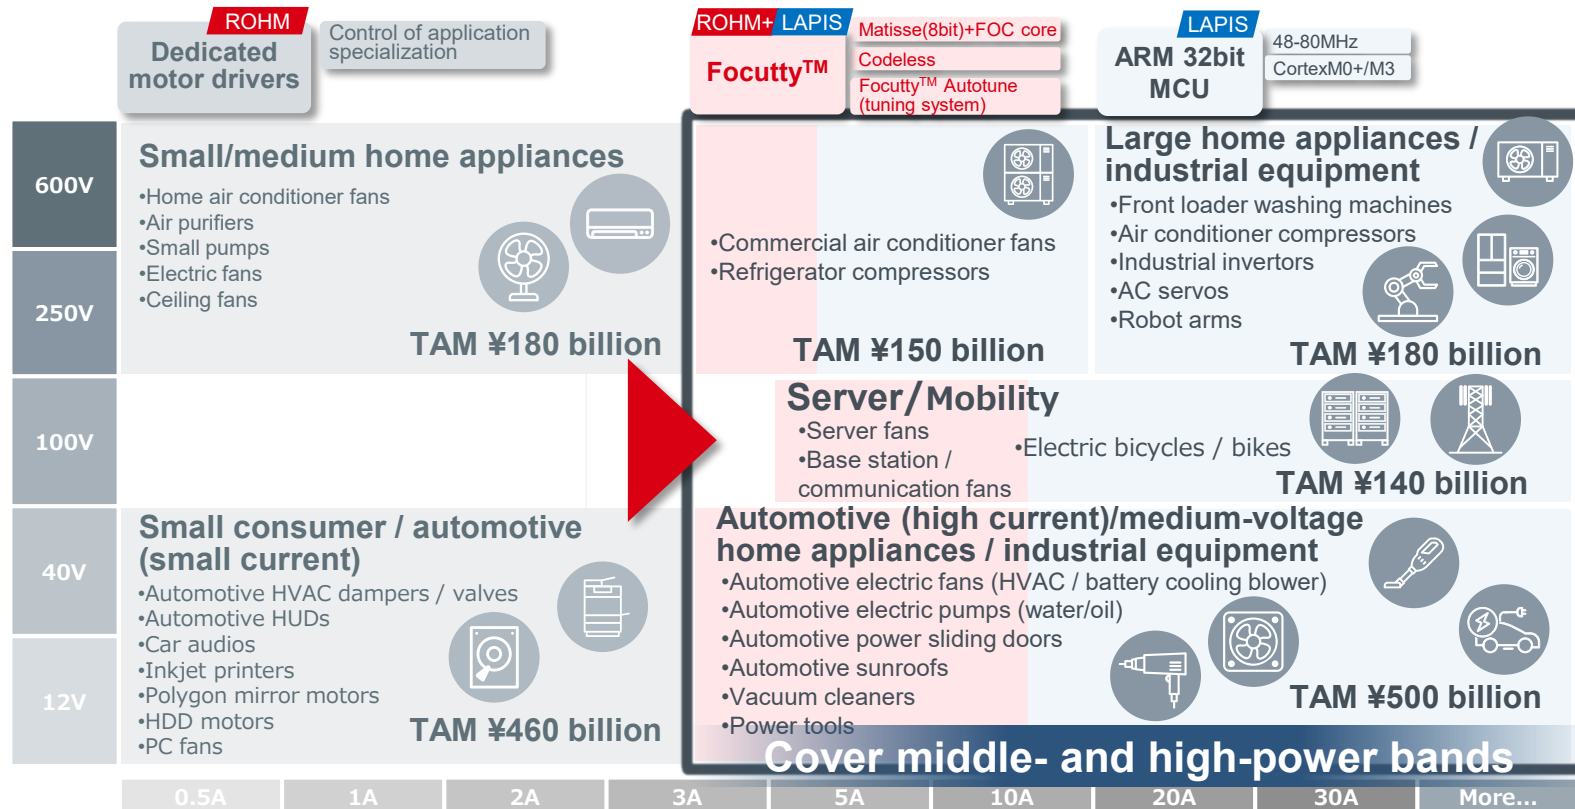 ROHM
Dedicated
motor drivers
Control of application
specialization
ROHM+ LAPIS
Focutty™
Matisse(8bit)+FOC core
Codeless
Focutty™ Autotune
(tuning system)
LAPIS
ARM 32bit
MCU
48-80MHz
CortexM0+/M3
600V
250V
100V
40V
12V
Small/medium home appliances
•Home air conditioner fans
•Air purifiers
•Small pumps
•Electric fans
•Ceiling fans
TAM ¥180 billion
•Commercial air conditioner fans
•Refrigerator compressors
TAM ¥150 billion
Large home appliances /
industrial equipment
•Front loader washing machines
•Air conditioner compressors
•Industrial invertors
•AC servos
•Robot arms
TAM ¥180 billion
Server/Mobility
•Server fans
•Base station /
communication fans
•Electric bicycles / bikes
TAM ¥140 billion
Small consumer / automotive
(small current)
•Automotive HVAC dampers / valves
•Automotive HUDs
•Car audios
•Inkjet printers
•Polygon mirror motors
•HDD motors
•PC fans
TAM ¥460 billion
Automotive (high current)/medium-voltage
home appliances / industrial equipment
•Automotive electric fans (HVAC / battery cooling blower)
•Automotive electric pumps (water/oil)
•Automotive power sliding doors
•Automotive sunroofs
•Vacuum cleaners
•Power tools
TAM ¥500 billion
Cover middle- and high-power bands
0.5A
1A
2A
3A
5A
10A
20A
30A
More...